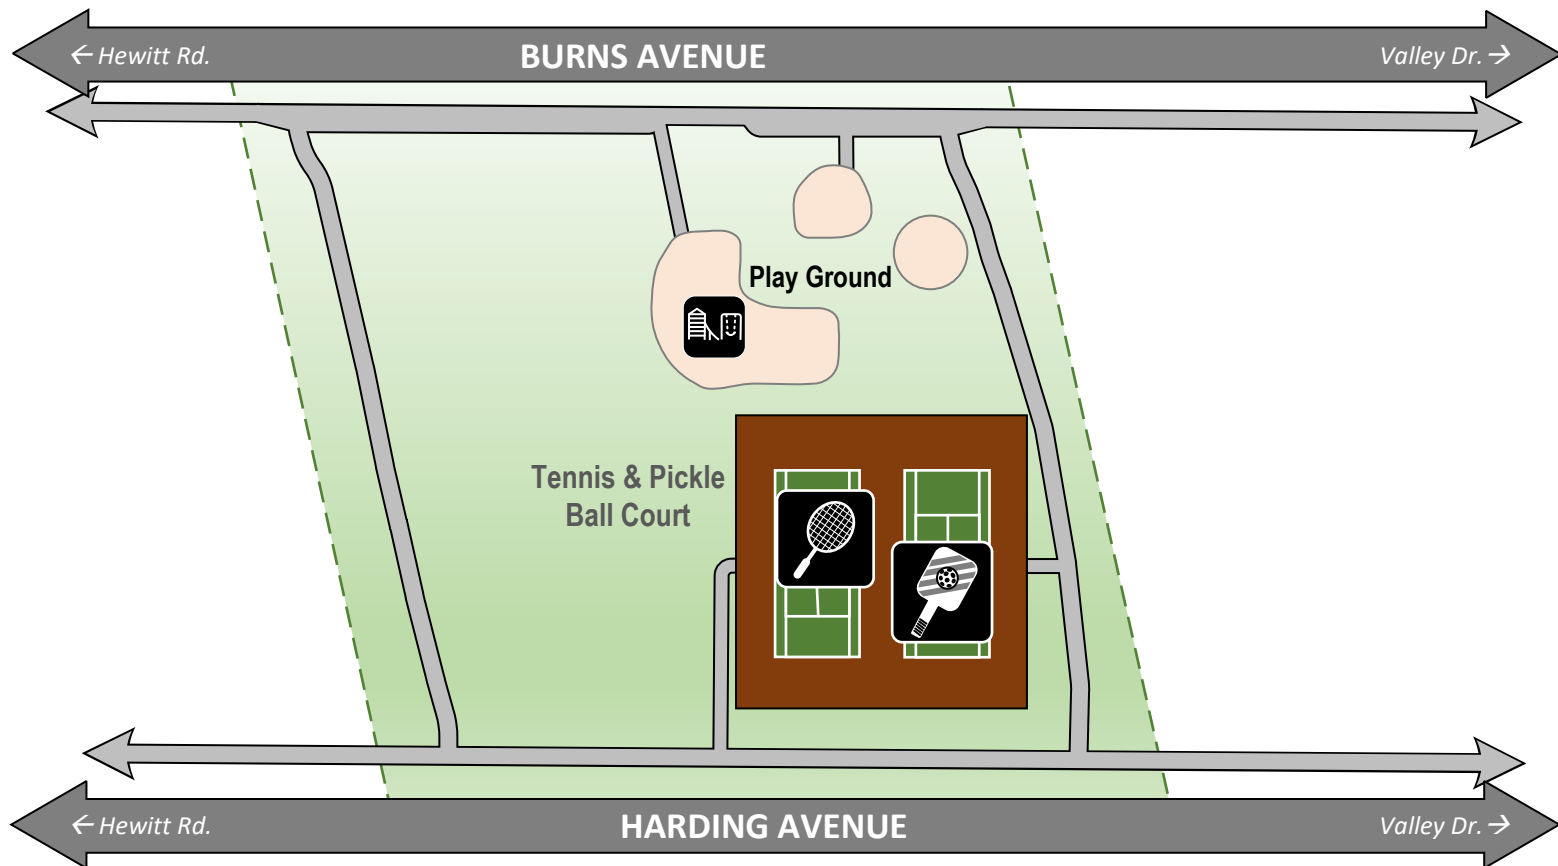 ← Hewitt Rd.
BURNS AVENUE
Valley Dr. →
Play Ground
Tennis & Pickle
Ball Court
← Hewitt Rd.
HARDING AVENUE
Valley Dr. →